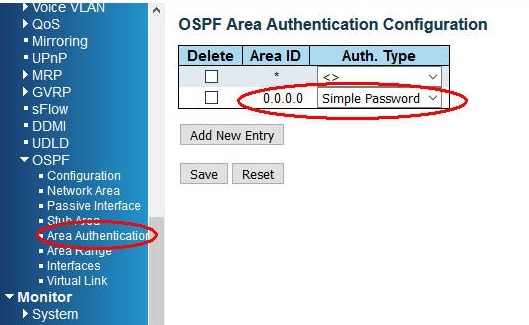 Voice VLAN
QoS
Mirroring
UPnP
MRP
GVRP
sFlow
DDMI
UDLD
OSPF
Configuration
Network Area
Passive Interface
Stub Area
Area Authentication
Area Range
Interfaces
Virtual Link
Monitor
System
OSPF Area Authentication Configuration
Delete Area ID Auth. Type
* <>
0.0.0.0 Simple Password
Add New Entry
Save Reset